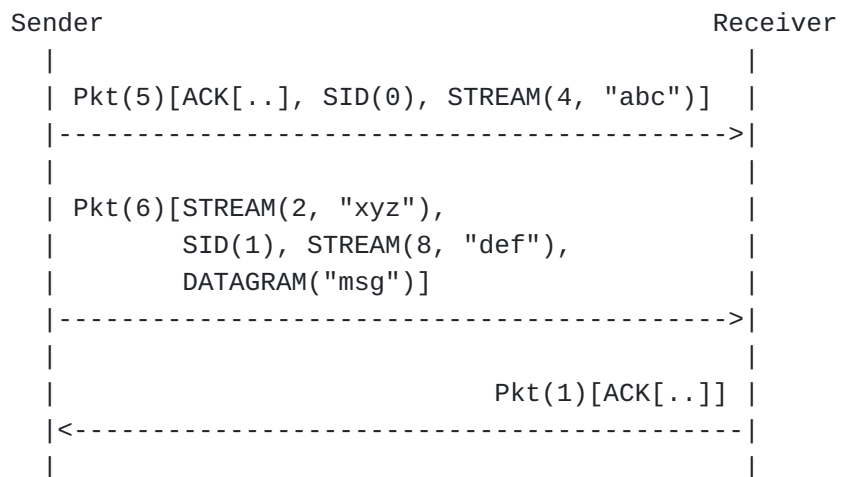 Sender                                       Receiver
  |                                             |
  | Pkt(5)[ACK[..], SID(0), STREAM(4, "abc")]  |
  |-------------------------------------------->|
  |                                             |
  | Pkt(6)[STREAM(2, "xyz"),                    |
  |        SID(1), STREAM(8, "def"),            |
  |        DATAGRAM("msg")]                     |
  |-------------------------------------------->|
  |                                             |
  |                            Pkt(1)[ACK[..]] |
  |<--------------------------------------------|
  |                                             |